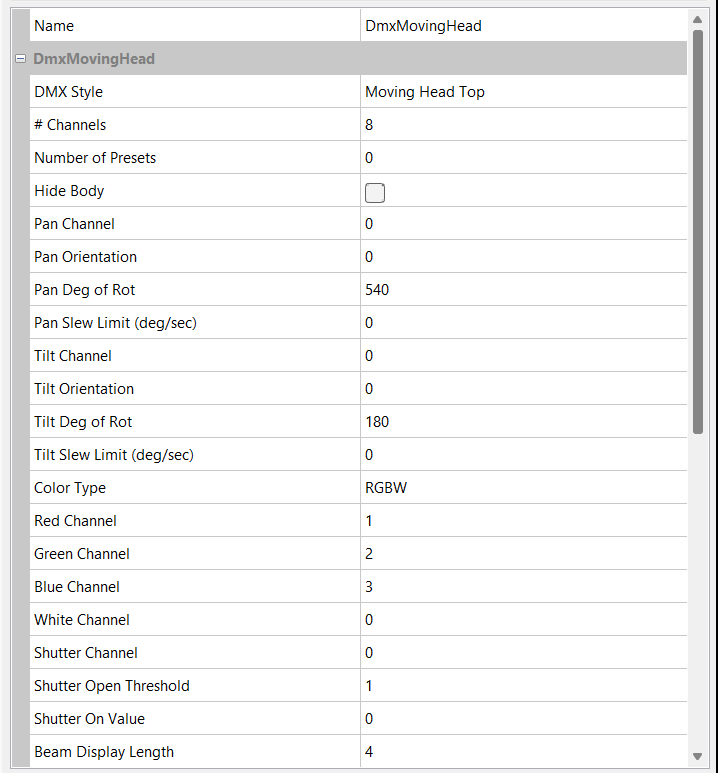 Name DmxMovingHead
DmxMovingHead
DMX Style Moving Head Top
# Channels 8
Number of Presets 0
Hide Body
Pan Channel 0
Pan Orientation 0
Pan Deg of Rot 540
Pan Slew Limit (deg/sec) 0
Tilt Channel 0
Tilt Orientation 0
Tilt Deg of Rot 180
Tilt Slew Limit (deg/sec) 0
Color Type RGBW
Red Channel 1
Green Channel 2
Blue Channel 3
White Channel 0
Shutter Channel 0
Shutter Open Threshold 1
Shutter On Value 0
Beam Display Length 4